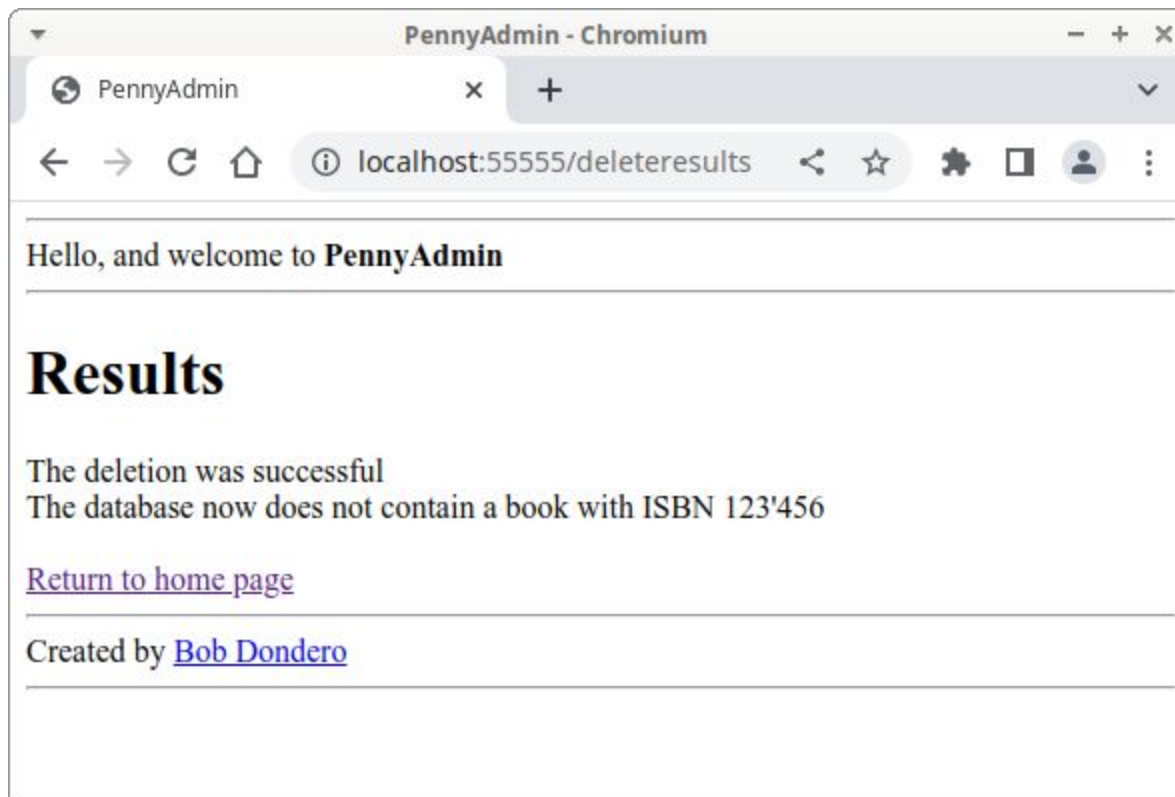 PennyAdmin - Chromium
PennyAdmin
localhost:55555/deleteresults
Hello, and welcome to PennyAdmin
Results
The deletion was successful
The database now does not contain a book with ISBN 123'456
Return to home page
Created by Bob Dondero